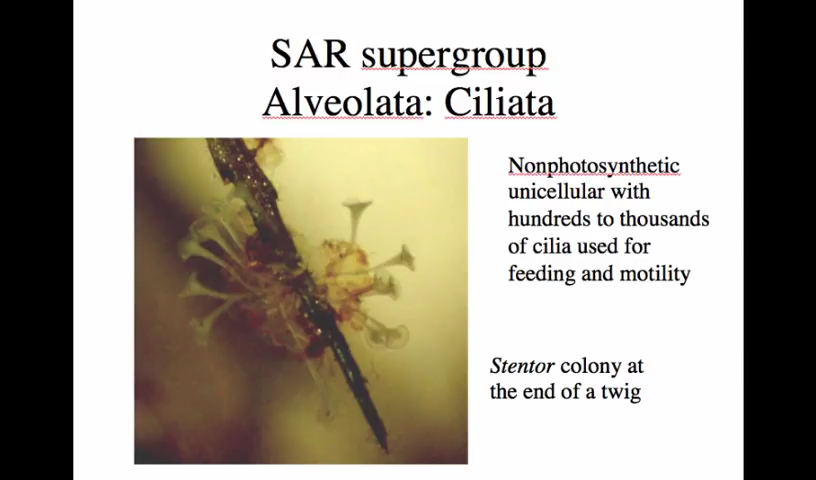 SAR supergroup
Alveolata: Ciliata
Nonphotosynthetic
unicellular with
hundreds to thousands
of cilia used for
feeding and motility
Stentor colony at
the end of a twig